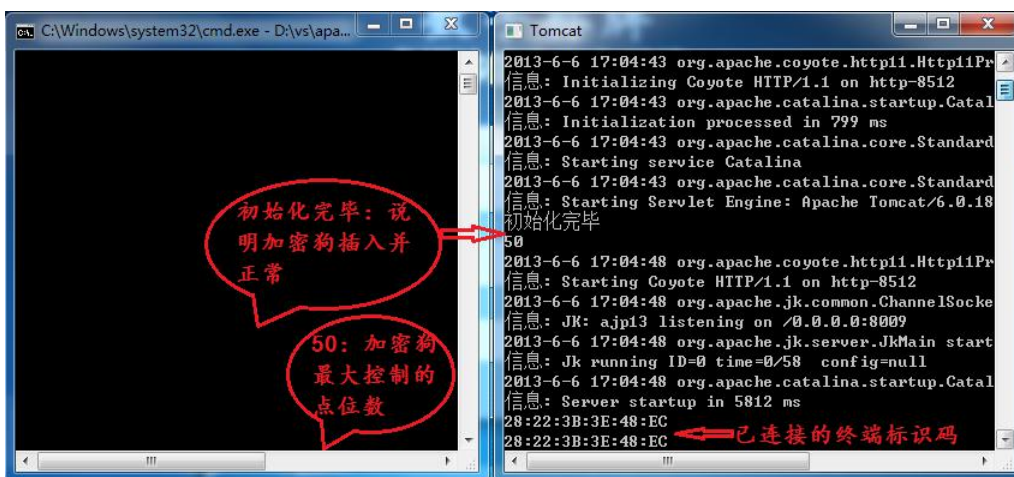 C:\Windows\system32\cmd.exe - D:\vs\apa...
初始化完毕：说
明加密狗插入并
正常
50：加密狗
最大控制的
点位数
Tomcat
2013-6-6 17:04:43 org.apache.coyote.http11.Http11Pr
信息: Initializing Coyote HTTP/1.1 on http-8512
2013-6-6 17:04:43 org.apache.catalina.startup.Catal
信息: Initialization processed in 799 ms
2013-6-6 17:04:43 org.apache.catalina.core.Standard
信息: Starting service Catalina
2013-6-6 17:04:43 org.apache.catalina.core.Standard
信息: Starting Servlet Engine: Apache Tomcat/6.0.18
初始化完毕
50
2013-6-6 17:04:48 org.apache.coyote.http11.Http11Pr
信息: Starting Coyote HTTP/1.1 on http-8512
2013-6-6 17:04:48 org.apache.jk.common.ChannelSocke
信息: JK: ajp13 listening on /0.0.0.0:8009
2013-6-6 17:04:48 org.apache.jk.server.JkMain start
信息: Jk running ID=0 time=0/58  config=null
2013-6-6 17:04:48 org.apache.catalina.startup.Catal
信息: Server startup in 5812 ms
28:22:3B:3E:48:EC
28:22:3B:3E:48:EC 已连接的终端标识码